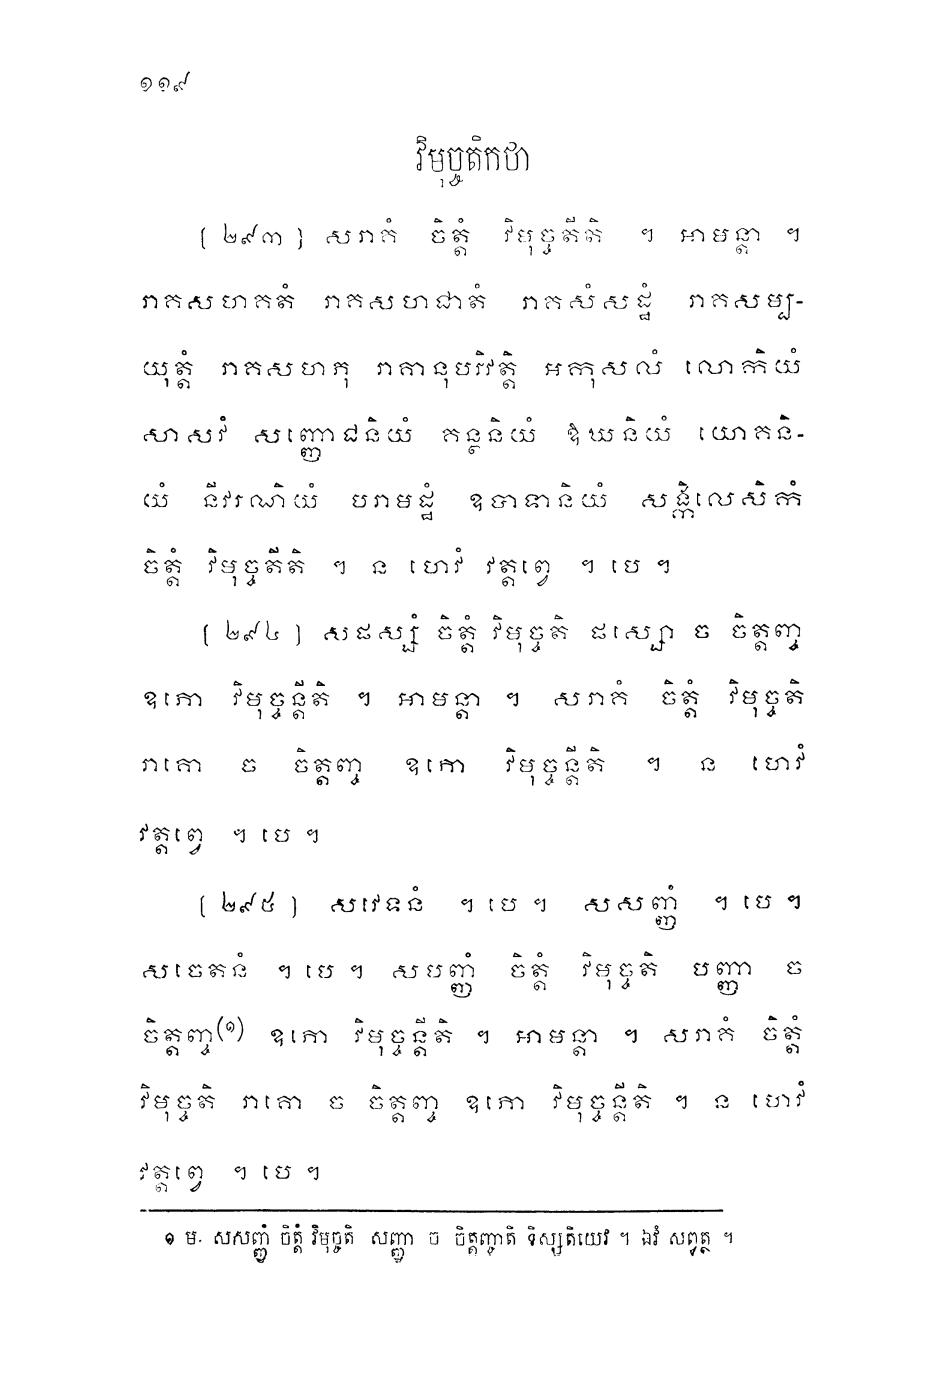 ១១៩
វិមុច្ចតិកថា
[ ២៩៣ ] សរាគំ ចិត្តំ វិមុច្ចតីតិ ។ អាមន្តា ។
រាគសហគតំ រាគសហជាតំ រាគសំសដ្ឋំ រាគសម្ប-
យុត្តំ រាគសហភុ រាគានុបរិវត្តិ អកុសលំ លោកិយំ
សាសវំ សញ្ញោជនិយំ គន្ថនិយំ ឱឃនិយំ យោគនិ-
យំ នីវរណិយំ បរាមដ្ឋំ ឧបាទានិយំ សង្កិលេសិកំ
ចិត្តំ វិមុច្ចតីតិ ។ ន ហេវំ វត្តព្វេ ។ បេ ។
[ ២៩៤ ] សផស្សំ ចិត្តំ វិមុច្ចតិ ផស្សោ ច ចិត្តញ្ច
ឧភោ វិមុច្ចន្តីតិ ។ អាមន្តា ។ សរាគំ ចិត្តំ វិមុច្ចតិ
រាគោ ច ចិត្តញ្ច ឧភោ វិមុច្ចន្តីតិ ។ ន ហេវំ
វត្តព្វេ ។ បេ ។
[ ២៩៥ ] សវេទនំ ។ បេ ។ សសញ្ញំ ។ បេ ។
សចេតនំ ។ បេ ។ សបញ្ញំ ចិត្តំ វិមុច្ចតិ បញ្ញា ច
ចិត្តញ្ច(១) ឧភោ វិមុច្ចន្តីតិ ។ អាមន្តា ។ សរាគំ ចិត្តំ
វិមុច្ចតិ រាគោ ច ចិត្តញ្ច ឧភោ វិមុច្ចន្តីតិ ។ ន ហេវំ
វត្តព្វេ ។ បេ ។
១ ម. សសញ្ញំ ចិត្តំ វិមុច្ចតិ សញ្ញា ច ចិត្តញ្ចាតិ ទិស្សតិយេវ ។ ឯវំ សព្វត្ថ ។